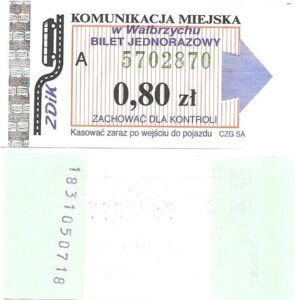 KOMUNIKACJA MIEJSKA
w Wałbrzychu
BILET JEDNORAZOWY
A 5702870
0,80 zł
ZACHOWAĆ DLA KONTROLI
Kasować zaraz po wejściu do pojazdu CZG SA
ZDiK
1831050718